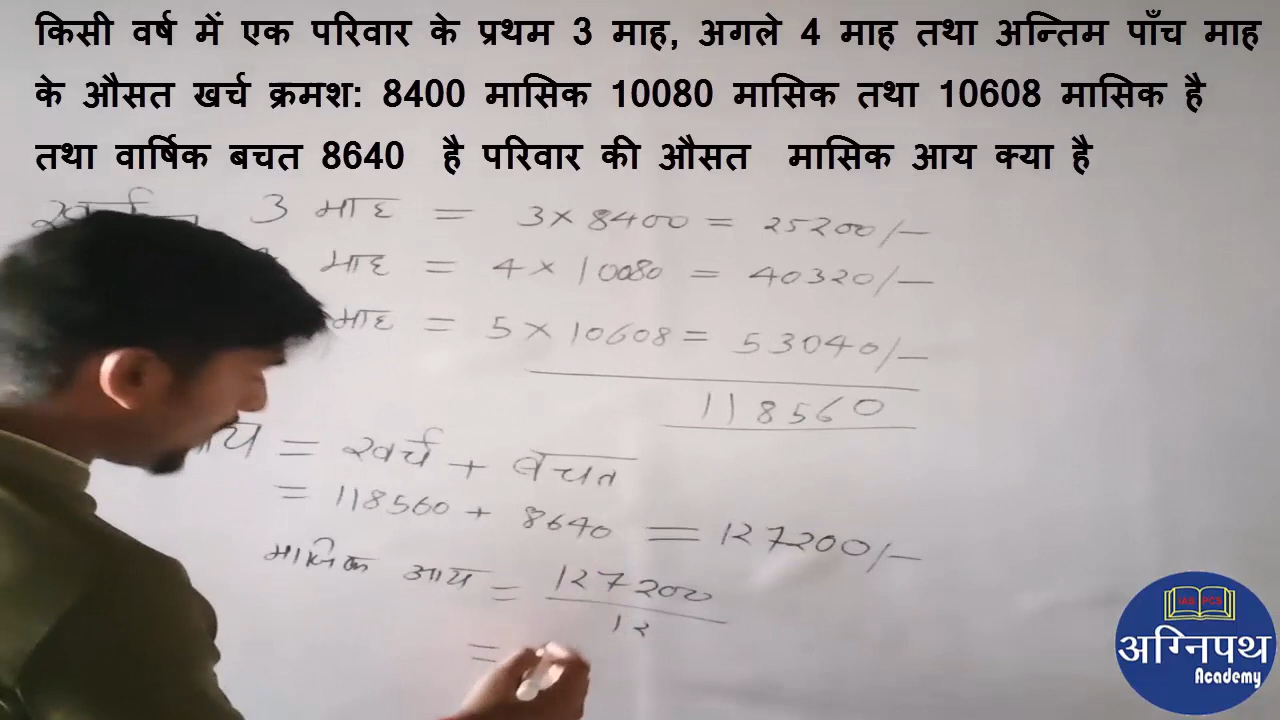 किसी वर्ष में एक परिवार के प्रथम 3 माह, अगले 4 माह तथा अन्तिम पाँच माह
के औसत खर्च क्रमश: 8400 मासिक 10080 मासिक तथा 10608 मासिक है
तथा वार्षिक बचत 8640 है परिवार की औसत मासिक आय क्या है
3 माह = 3 × 8400 = 25200/-
माह = 4 × 10080 = 40320/-
माह = 5 × 10608 = 53040/-
118560
= खर्च + बचत
= 118560 + 8640 = 127200/-
मासिक आय = 127200
12
=
IAS PCS
अग्निपथ
Academy